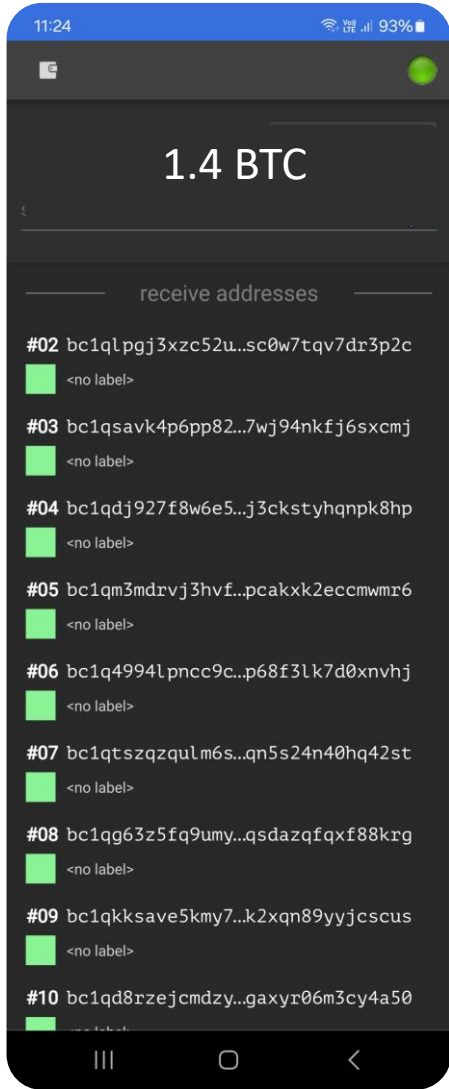 11:24
Vo) LTE 93%
1.4 BTC
receive addresses
#02 bc1qlpgj3xzc52u…sc0w7tqv7dr3p2c
<no label>
#03 bc1qsavk4p6pp82…7wj94nkfj6sxcmj
<no label>
#04 bc1qdj927f8w6e5…j3ckstyhqnpk8hp
<no label>
#05 bc1qm3mdrvj3hvf…pcakxk2eccmwmr6
<no label>
#06 bc1q4994lpncc9c…p68f3lk7d0xnvhj
<no label>
#07 bc1qtszqzqulm6s…qn5s24n40hq42st
<no label>
#08 bc1qg63z5fq9umy…qsdazqfqxf88krg
<no label>
#09 bc1qkksave5kmy7…k2xqn89yyjcscus
<no label>
#10 bc1qd8rzejcmdzy…gaxyr06m3cy4a50